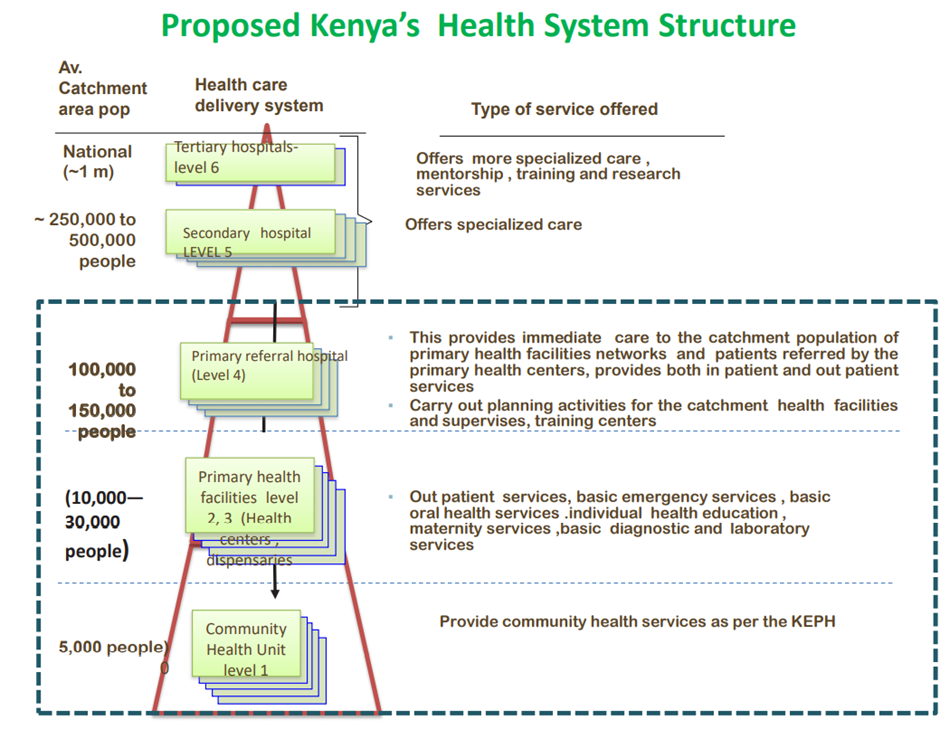 Proposed Kenya's Health System Structure
Av.
Catchment
area pop
Health care
delivery system
Type of service offered
National
(~1 m)
Tertiary hospitals-
level 6
Offers more specialized care ,
mentorship , training and research
services
~ 250,000 to
500,000
people
Secondary hospital
LEVEL 5
Offers specialized care
100,000
to
150,000
people
Primary referral hospital
(Level 4)
• This provides immediate care to the catchment population of
primary health facilities networks and patients referred by the
primary health centers, provides both in patient and out patient
services
• Carry out planning activities for the catchment health facilities
and supervises, training centers
(10,000—
30,000
people)
Primary health
facilities level
2, 3 (Health
centers ,
dispensaries
• Out patient services, basic emergency services , basic
oral health services .individual health education ,
maternity services ,basic diagnostic and laboratory
services
5,000 people)
0
Community
Health Unit
level 1
Provide community health services as per the KEPH